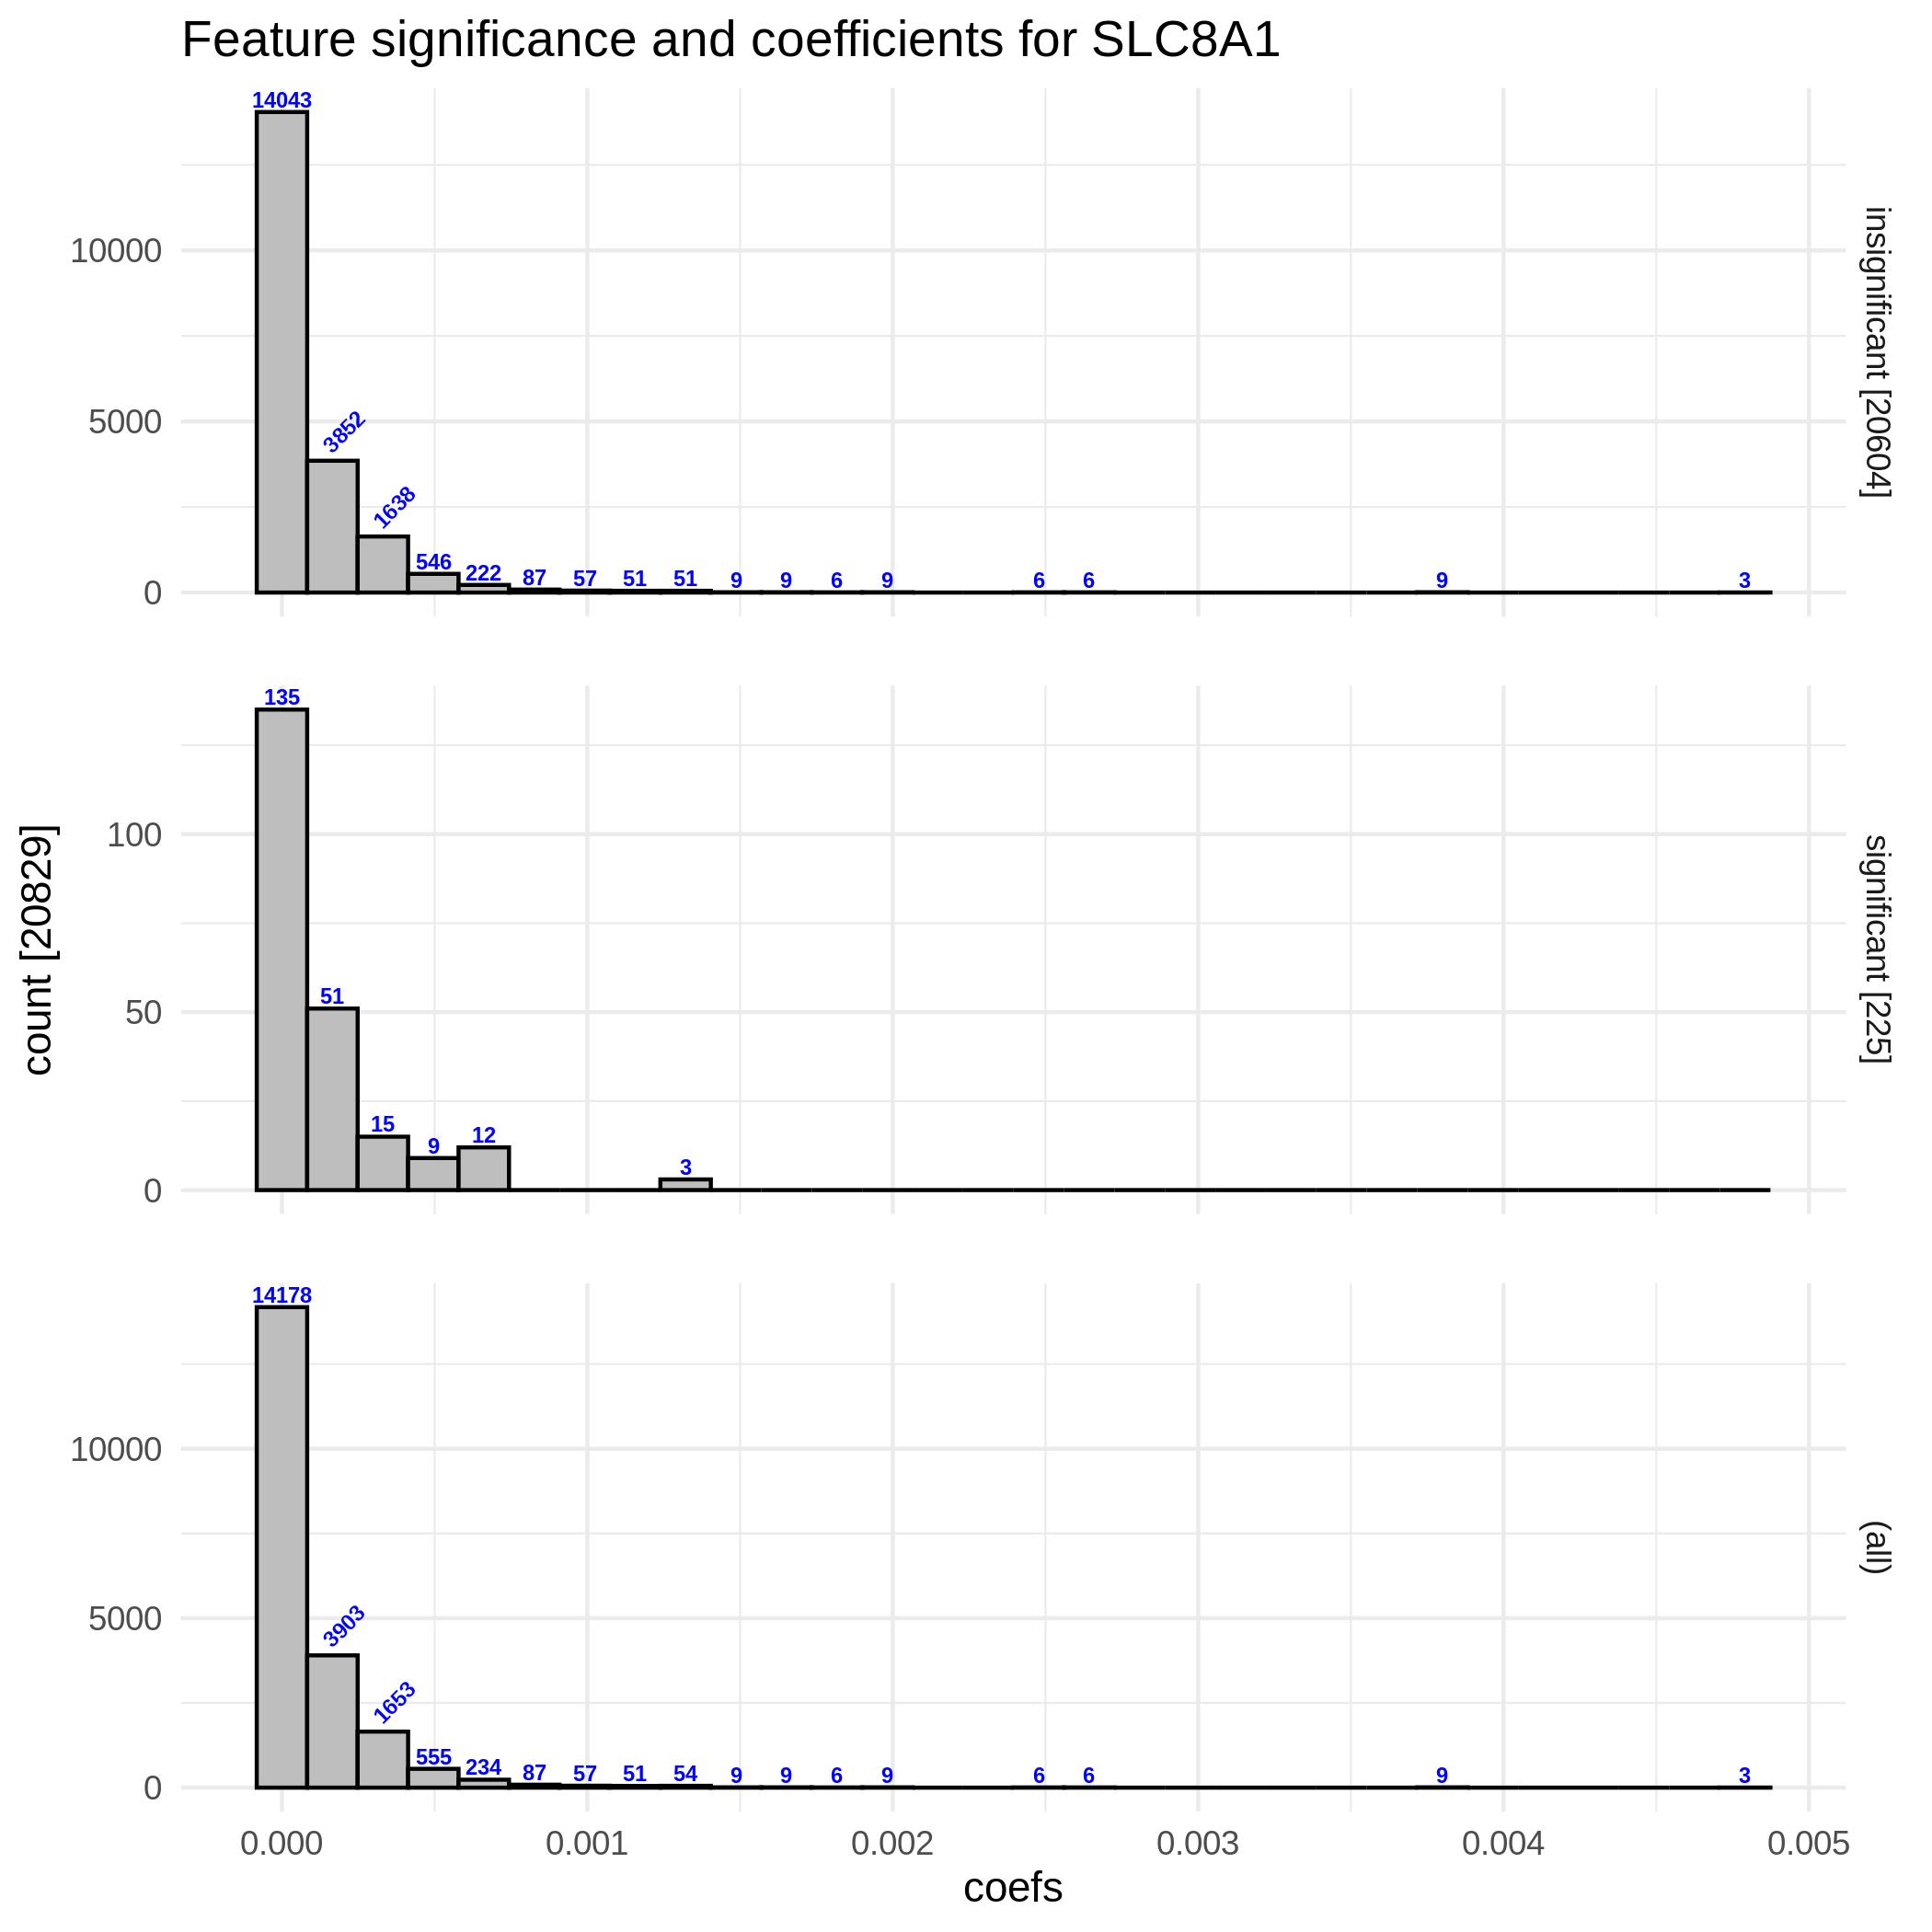 Feature significance and coefficients for SLC8A1
14043
3852
1638
546 222 87 57 51 51 9 9 6 9 6 6 9 3
10000
5000
0
insignificant [20604]
135
51
15 9 12 3
100
50
0
significant [225]
count [20829]
14178
3903
1653
555 234 87 57 51 54 9 9 6 9 6 6 9 3
10000
5000
0
(all)
0.000 0.001 0.002 0.003 0.004 0.005
coefs